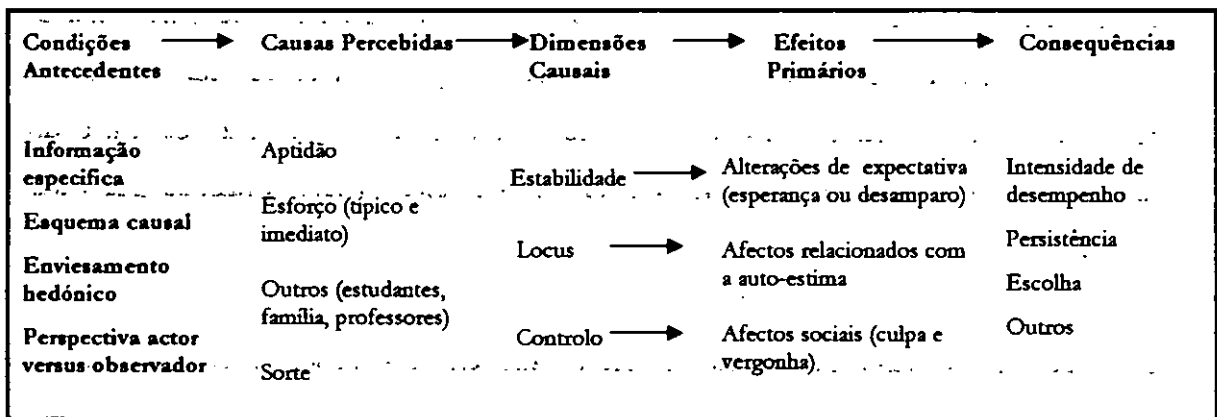 Condições Antecedentes
Causas Percebidas
Dimensões Causais
Efeitos Primários
Consequências
Informação especifica
Esquema causal
Enviesamento hedónico
Perspectiva actor versus observador
Aptidão
Esforço (típico e imediato)
Outros (estudantes, família, professores)
Sorte
Estabilidade
Locus
Controlo
Alterações de expectativa (esperança ou desamparo)
Afectos relacionados com a auto-estima
Afectos sociais (culpa e vergonha)
Intensidade de desempenho
Persistência
Escolha
Outros